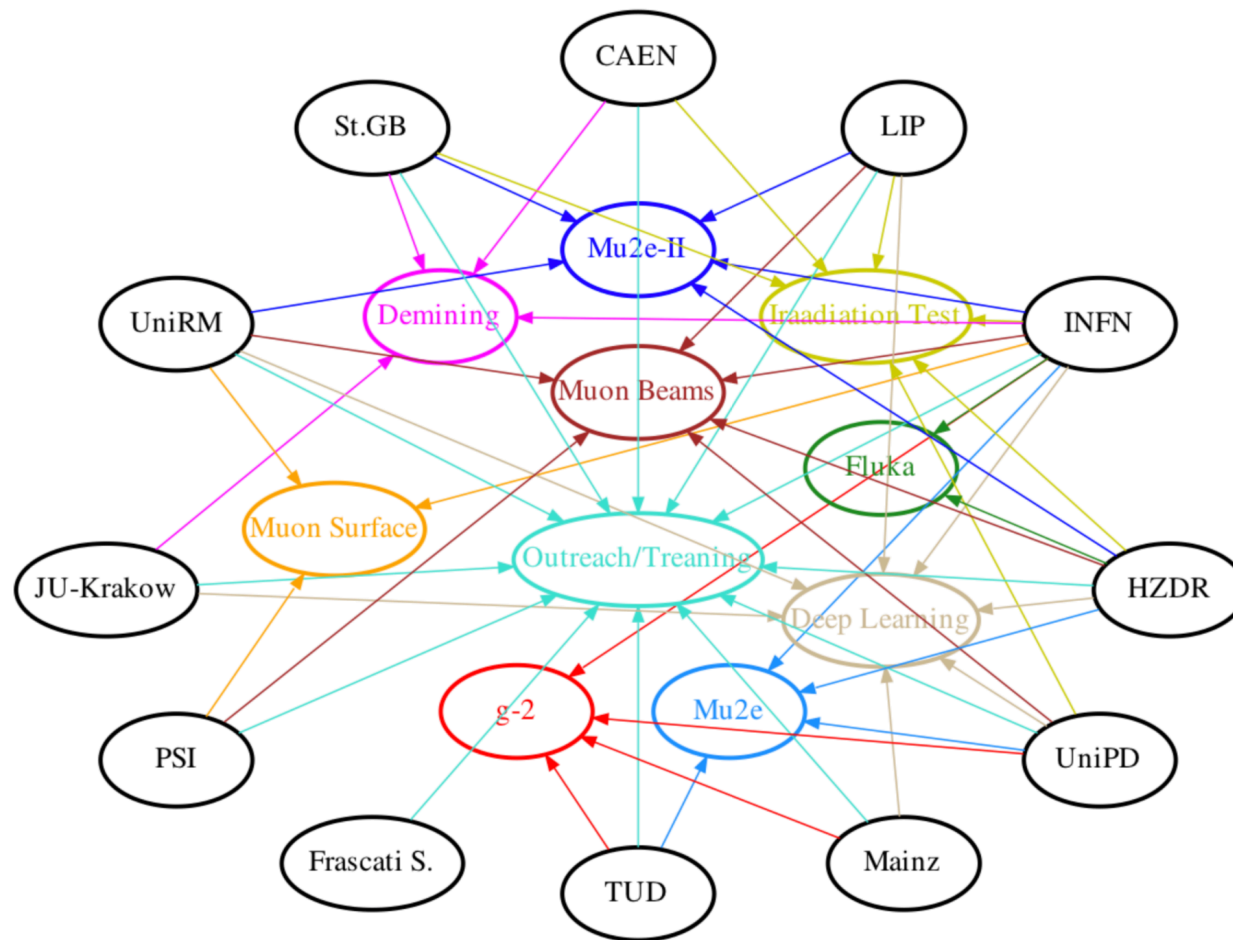 CAEN
St.GB
LIP
Mu2e-II
UniRM
Demining
Iraadiation Test
INFN
Muon Beams
Fluka
Muon Surface
Outreach/Treaning
JU-Krakow
HZDR
Deep Learning
g-2
Mu2e
PSI
UniPD
Frascati S.
TUD
Mainz